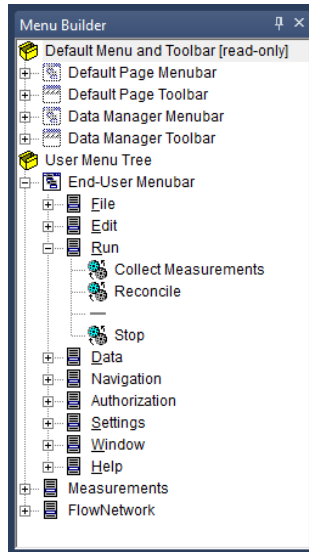 Menu Builder
Default Menu and Toolbar [read-only]
Default Page Menubar
Default Page Toolbar
Data Manager Menubar
Data Manager Toolbar
User Menu Tree
End-User Menubar
File
Edit
Run
Collect Measurements
Reconcile
Stop
Data
Navigation
Authorization
Settings
Window
Help
Measurements
FlowNetwork